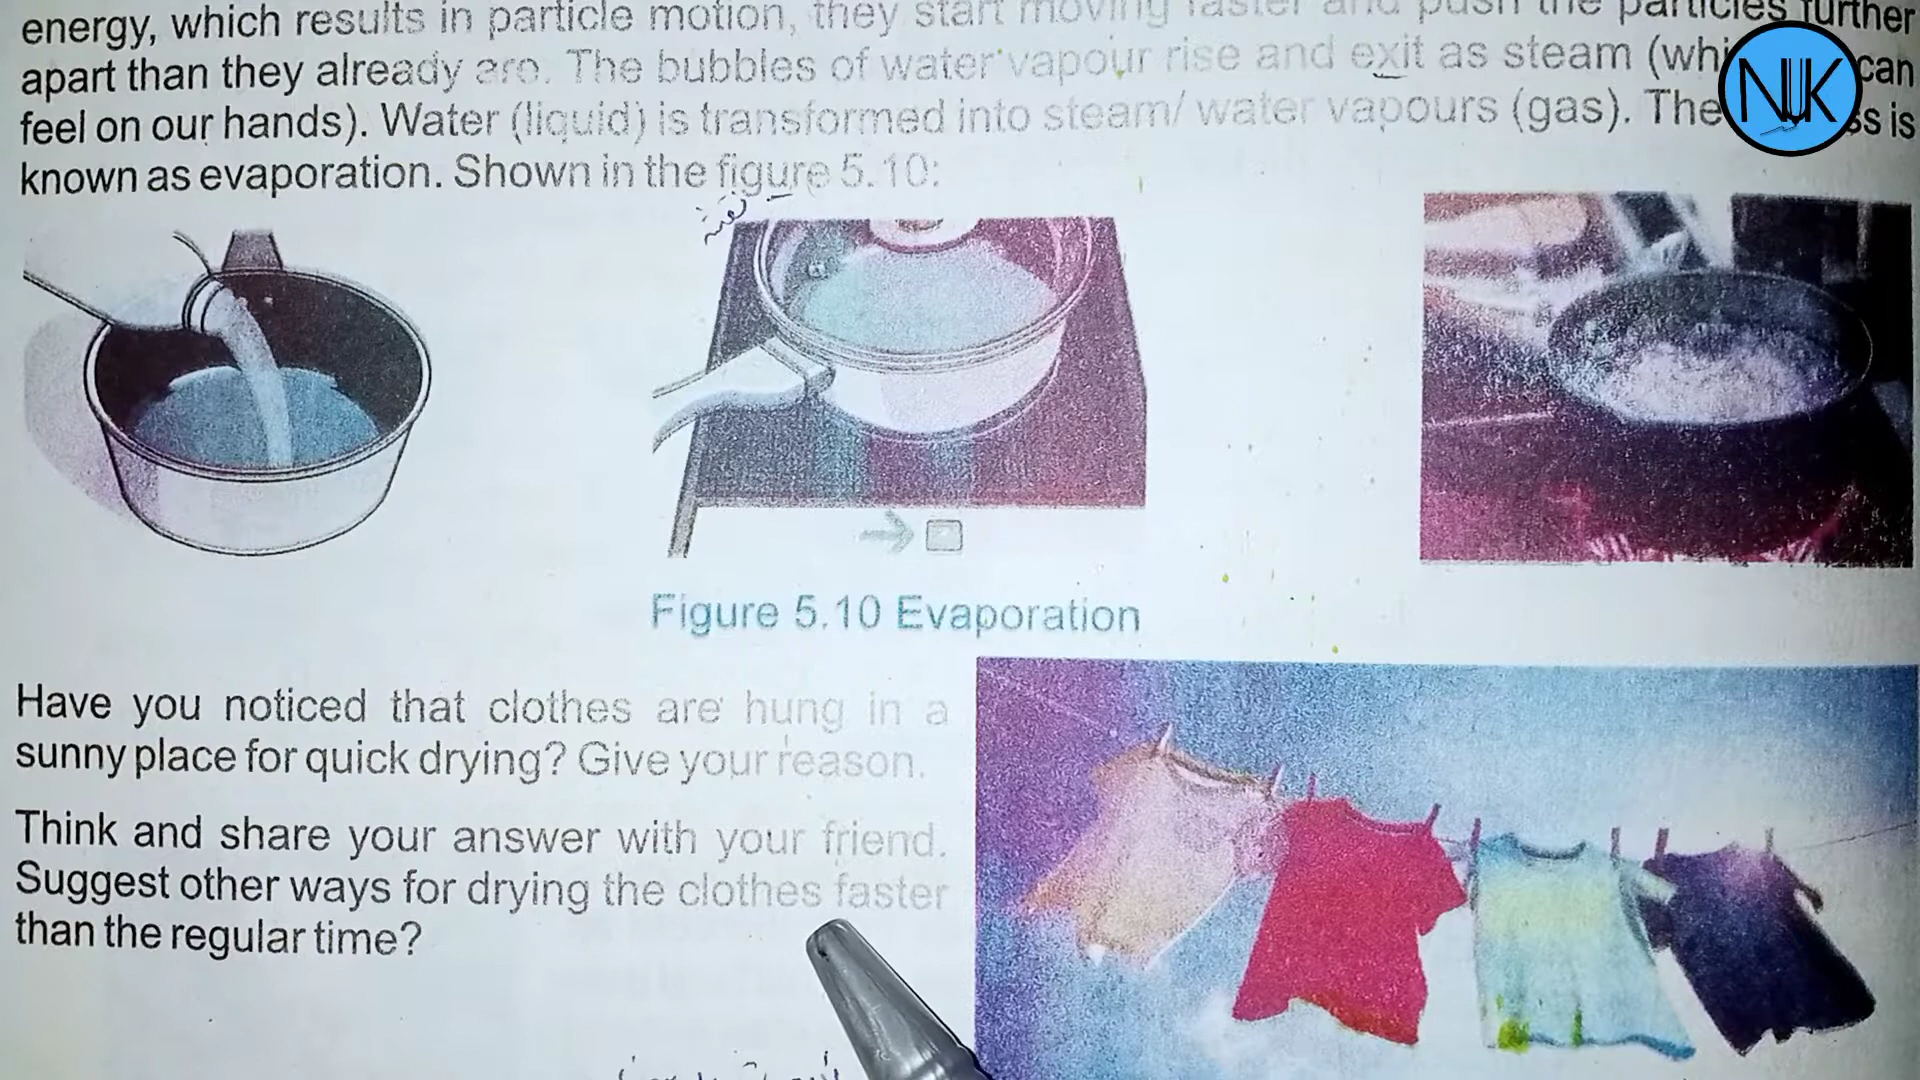 energy, which results in particle motion, they start moving faster and push the particles further
apart than they already are. The bubbles of water vapour rise and exit as steam (whi can
feel on our hands). Water (liquid) is transformed into steam/ water vapours (gas). The ss is
known as evaporation. Shown in the figure 5.10:
NUK
Figure 5.10 Evaporation
Have you noticed that clothes are hung in a
sunny place for quick drying? Give your reason.
Think and share your answer with your friend.
Suggest other ways for drying the clothes faster
than the regular time?